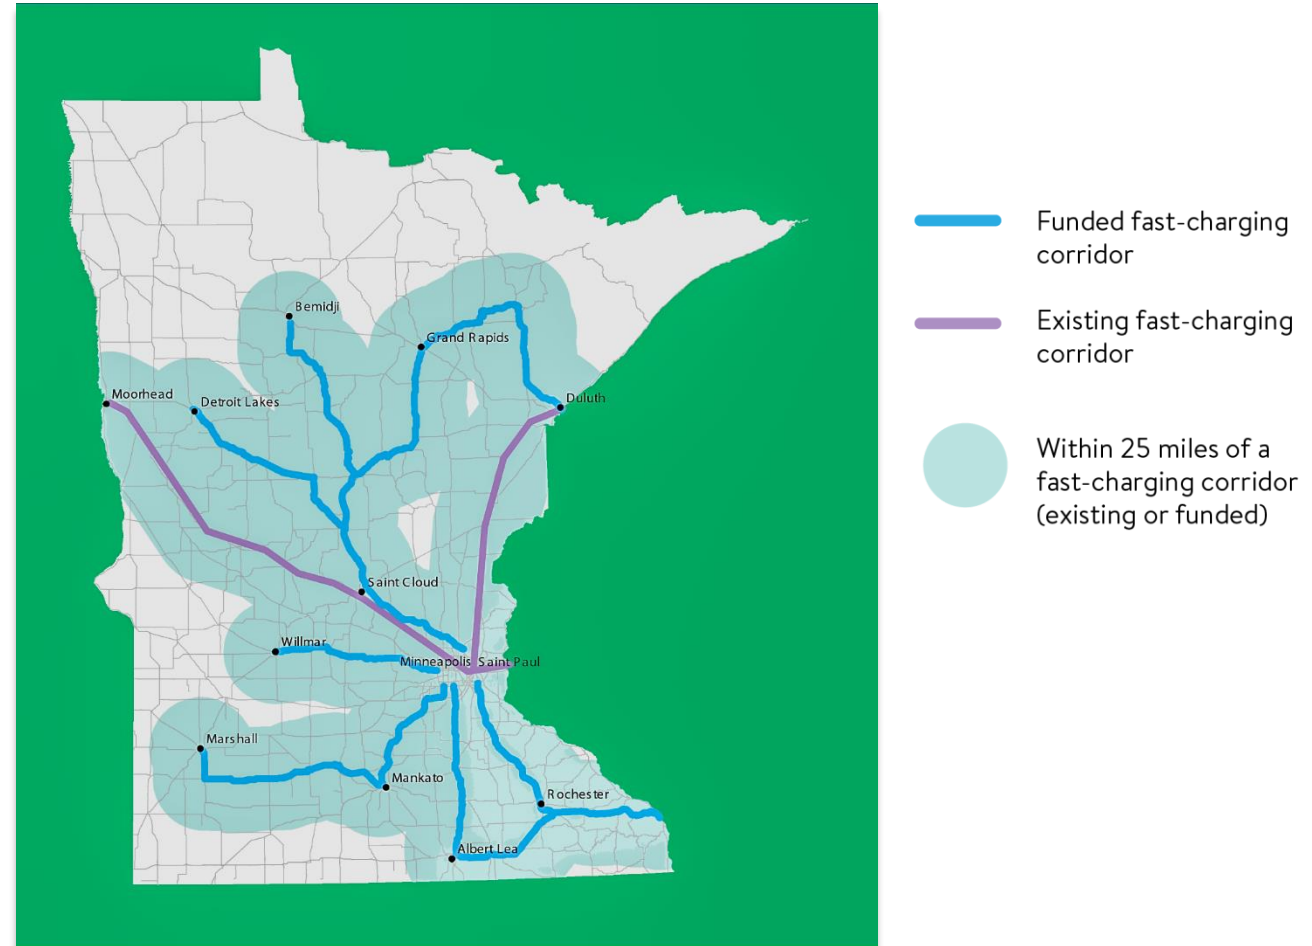 Bemidji
Grand Rapids
Moorhead
Detroit Lakes
Duluth
Saint Cloud
Willmar
Minneapolis
Saint Paul
Marshall
Mankato
Rochester
Albert Lea
Funded fast-charging
corridor
Existing fast-charging
corridor
Within 25 miles of a
fast-charging corridor
(existing or funded)